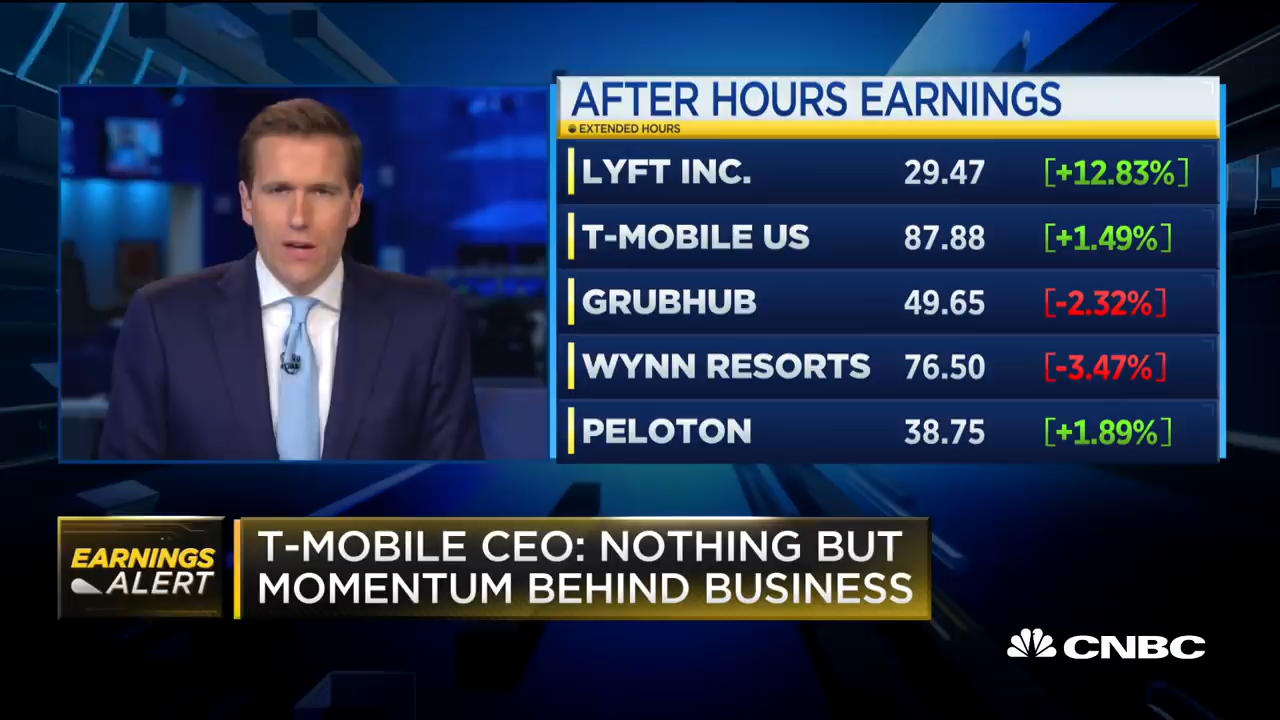 AFTER HOURS EARNINGS
EXTENDED HOURS
LYFT INC. 29.47 [+12.83%]
T-MOBILE US 87.88 [+1.49%]
GRUBHUB 49.65 [-2.32%]
WYNN RESORTS 76.50 [-3.47%]
PELOTON 38.75 [+1.89%]
EARNINGS
ALERT
T-MOBILE CEO: NOTHING BUT
MOMENTUM BEHIND BUSINESS
CNBC